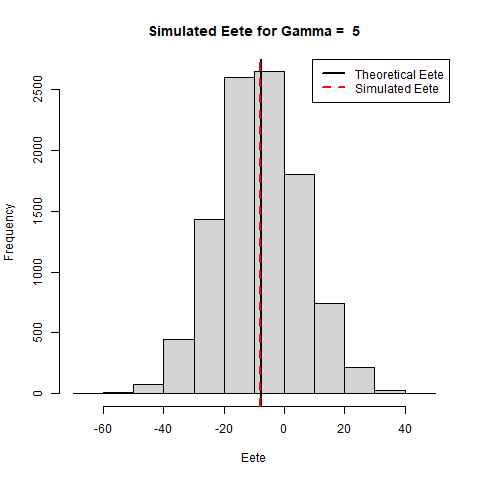 Simulated Eete for Gamma =  5
Theoretical Eete
Simulated Eete
Frequency
2500
2000
1500
1000
500
0
-60 -40 -20 0 20 40
Eete